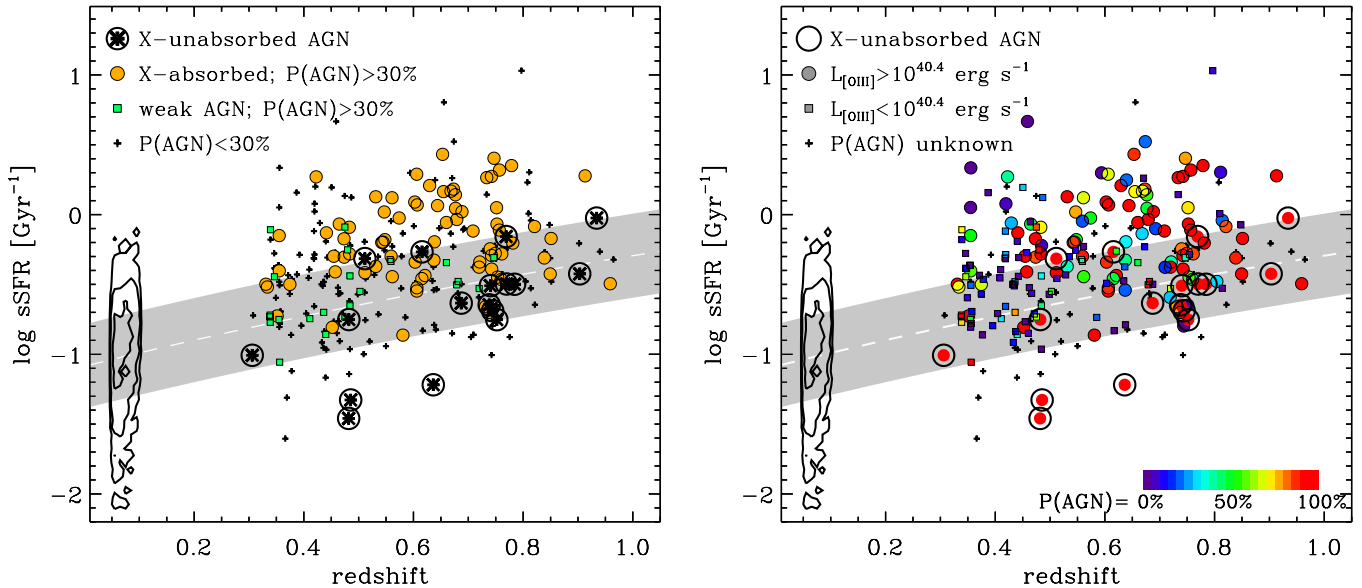 X-unabsorbed AGN
X-absorbed; P(AGN)>30%
weak AGN; P(AGN)>30%
P(AGN)<30%
log sSFR [Gyr⁻¹]
1
0
−1
−2
0.2 0.4 0.6 0.8 1.0
redshift
X-unabsorbed AGN
L[OIII]>10^40.4 erg s⁻¹
L[OIII]<10^40.4 erg s⁻¹
P(AGN) unknown
log sSFR [Gyr⁻¹]
1
0
−1
−2
P(AGN)= 0% 50% 100%
0.2 0.4 0.6 0.8 1.0
redshift